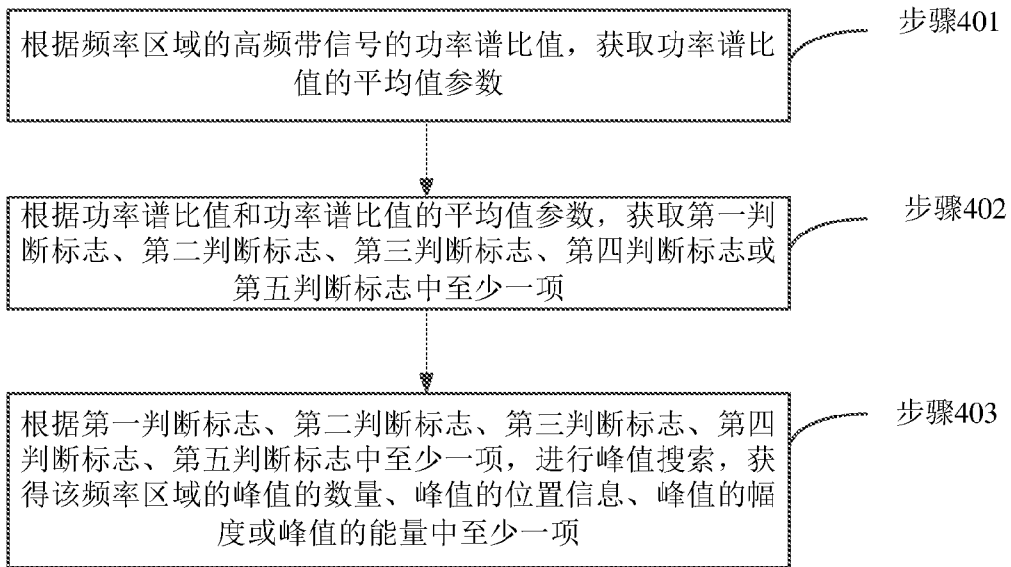 根据频率区域的高频带信号的功率谱比值，获取功率谱比
值的平均值参数
步骤401
根据功率谱比值和功率谱比值的平均值参数，获取第一判
断标志、第二判断标志、第三判断标志、第四判断标志或
第五判断标志中至少一项
步骤402
根据第一判断标志、第二判断标志、第三判断标志、第四
判断标志、第五判断标志中至少一项，进行峰值搜索，获
得该频率区域的峰值的数量、峰值的位置信息、峰值的幅
度或峰值的能量中至少一项
步骤403